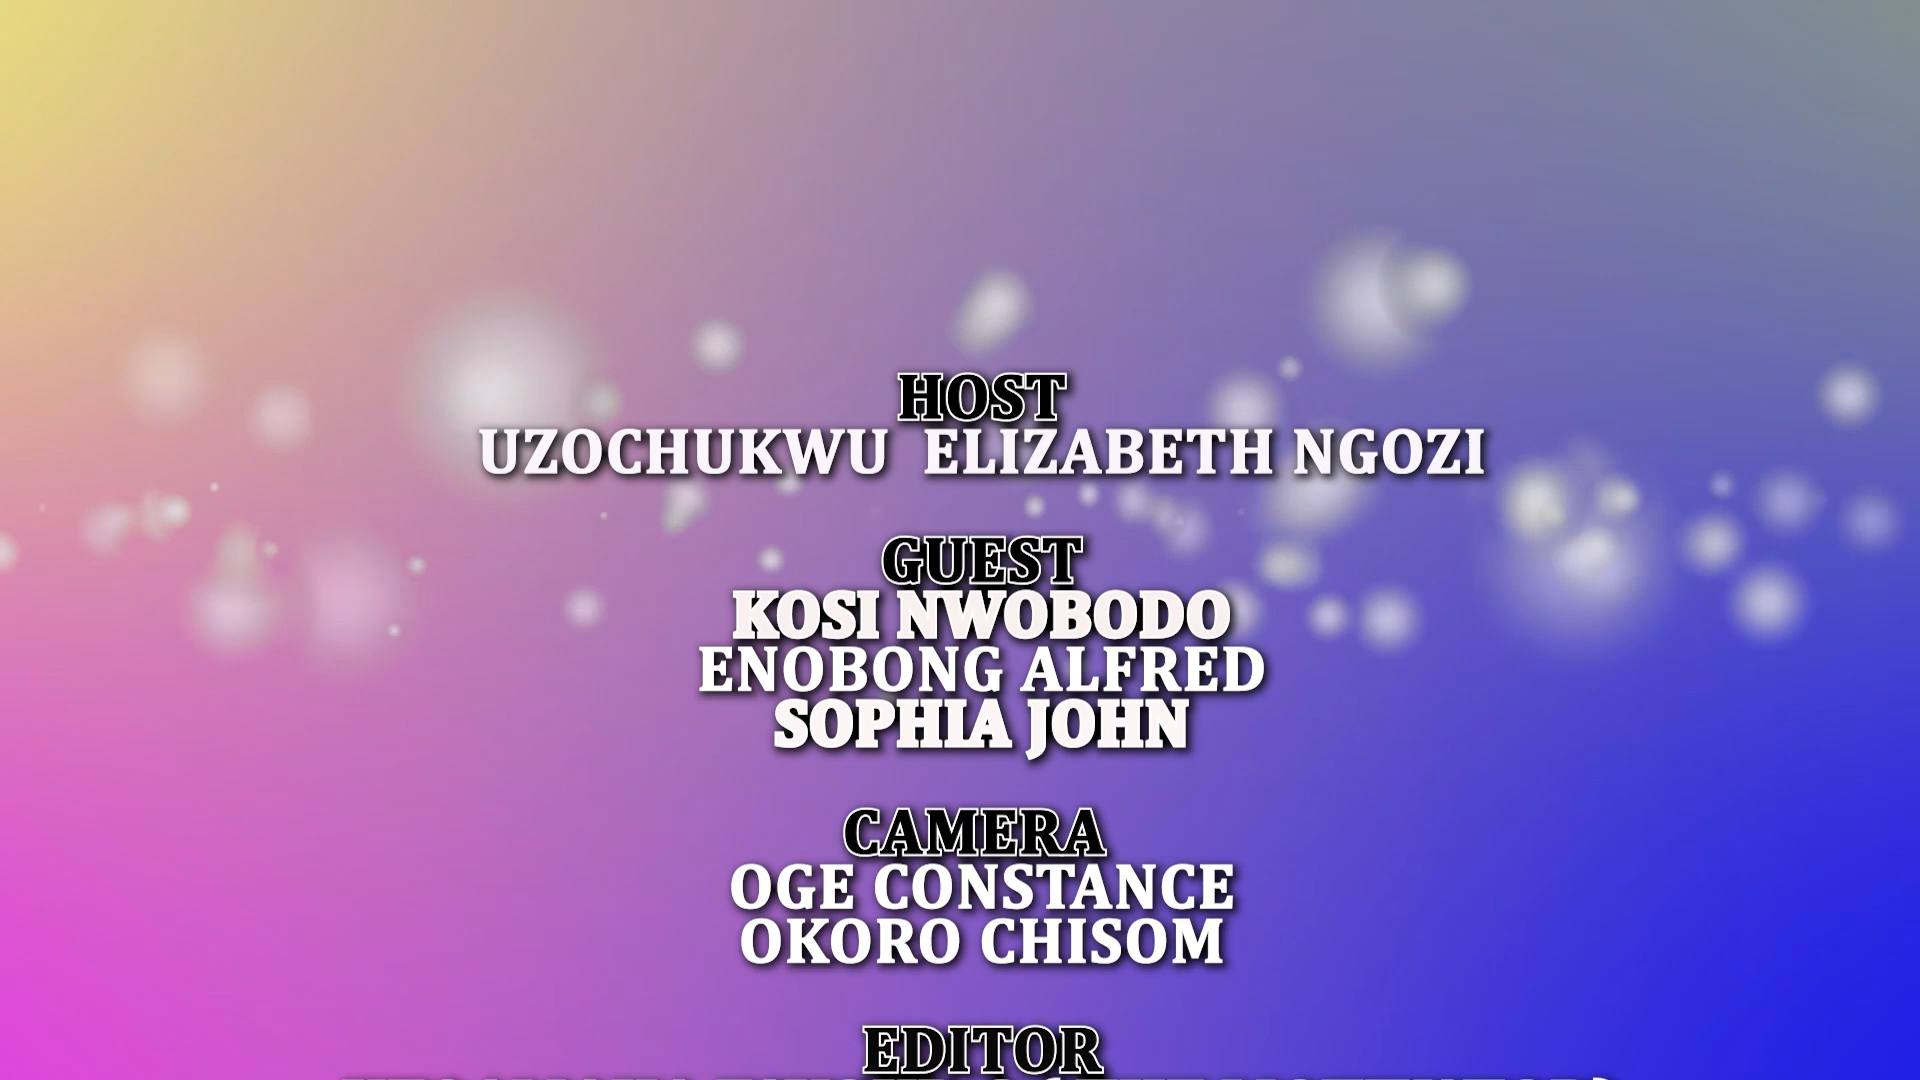 HOST
UZOCHUKWU ELIZABETH NGOZI
GUEST
KOSI NWOBODO
ENOBONG ALFRED
SOPHIA JOHN
CAMERA
OGE CONSTANCE
OKORO CHISOM
EDITOR